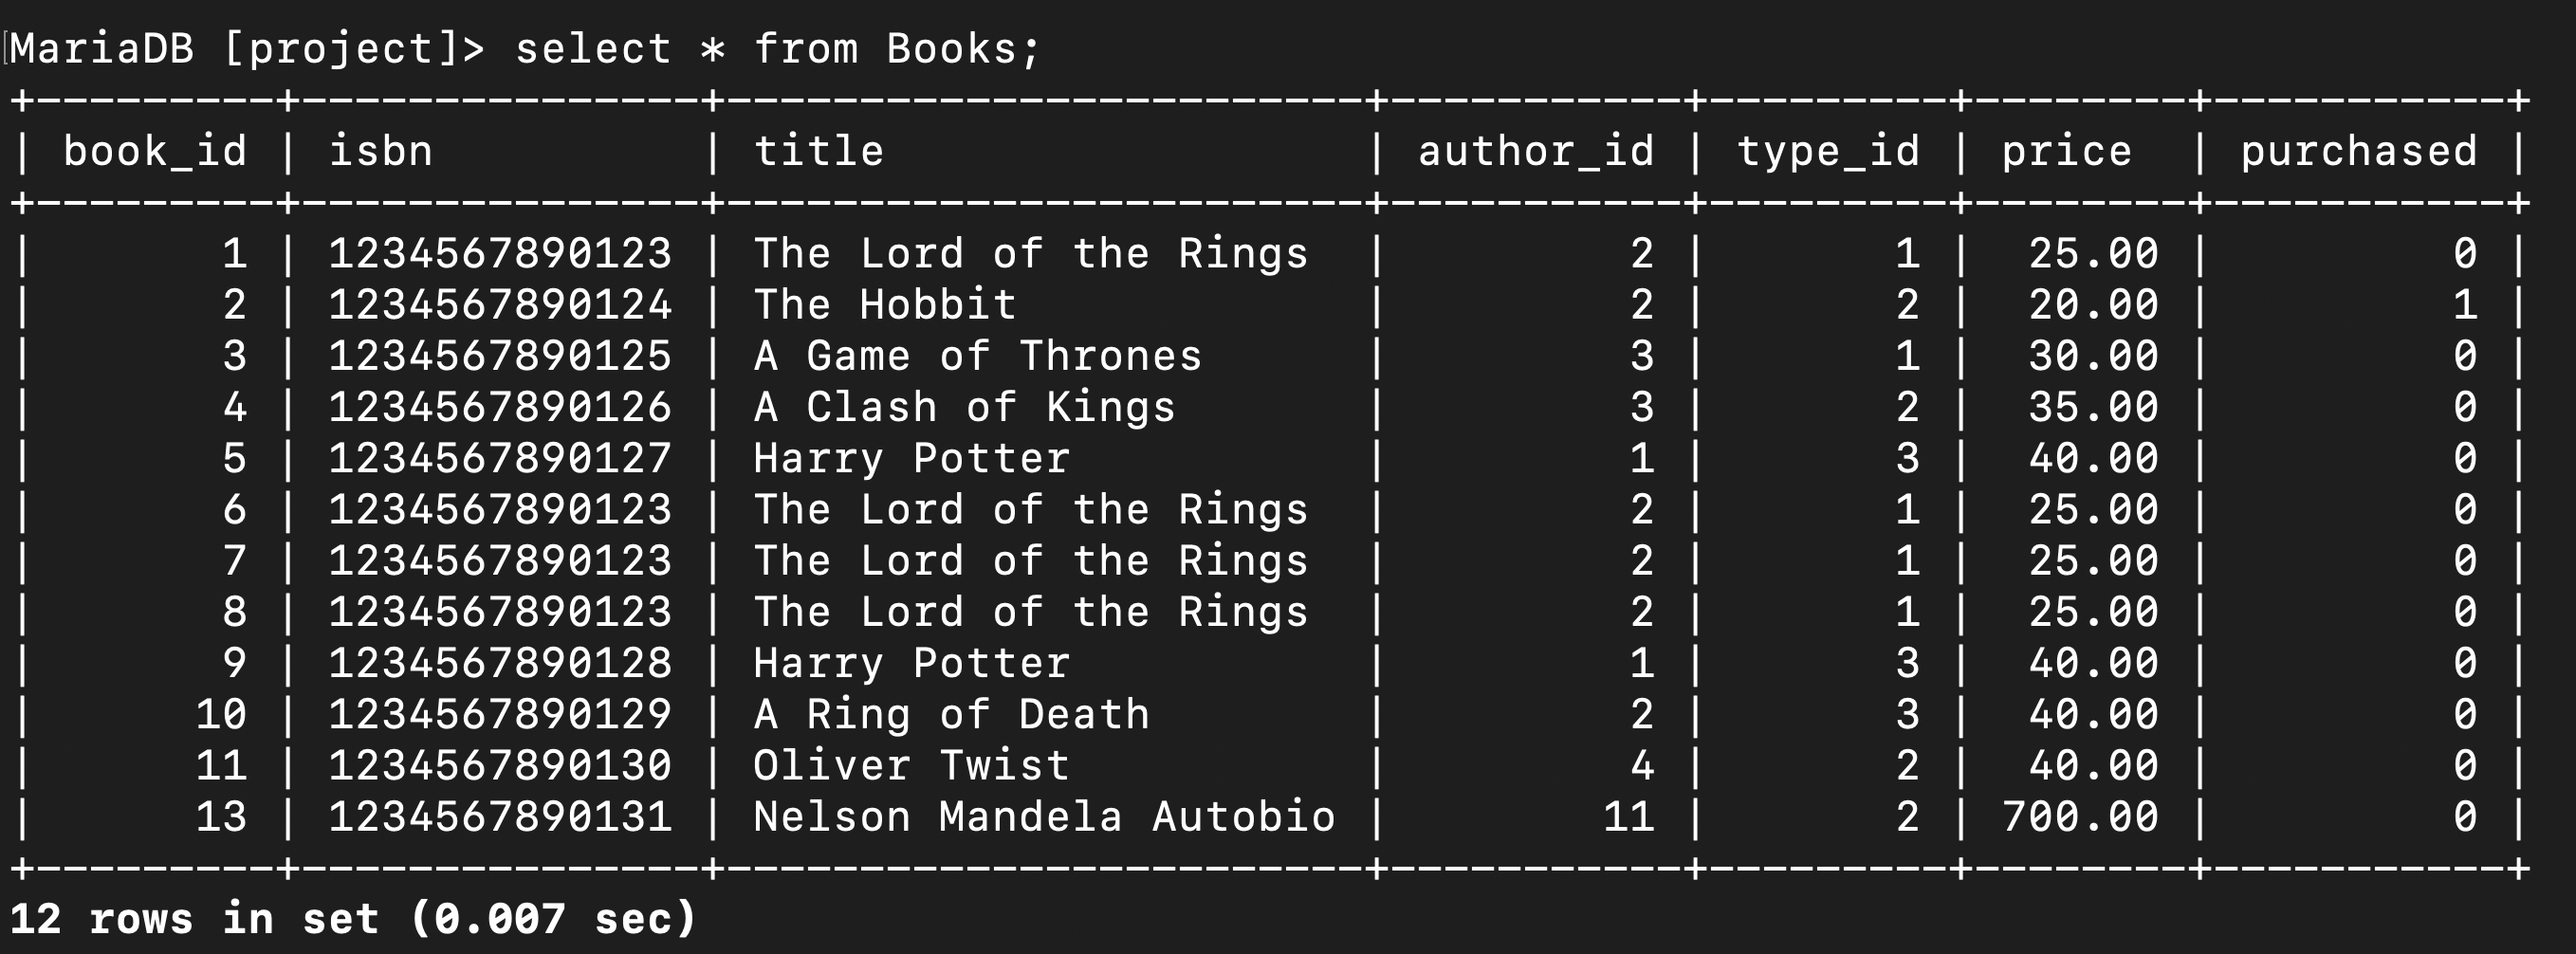 MariaDB [project]> select * from Books;
+---------+---------------+------------------------+-----------+---------+--------+-----------+
| book_id | isbn          | title                  | author_id | type_id | price  | purchased |
+---------+---------------+------------------------+-----------+---------+--------+-----------+
|       1 | 1234567890123 | The Lord of the Rings  |         2 |       1 |  25.00 |         0 |
|       2 | 1234567890124 | The Hobbit             |         2 |       2 |  20.00 |         1 |
|       3 | 1234567890125 | A Game of Thrones      |         3 |       1 |  30.00 |         0 |
|       4 | 1234567890126 | A Clash of Kings       |         3 |       2 |  35.00 |         0 |
|       5 | 1234567890127 | Harry Potter           |         1 |       3 |  40.00 |         0 |
|       6 | 1234567890123 | The Lord of the Rings  |         2 |       1 |  25.00 |         0 |
|       7 | 1234567890123 | The Lord of the Rings  |         2 |       1 |  25.00 |         0 |
|       8 | 1234567890123 | The Lord of the Rings  |         2 |       1 |  25.00 |         0 |
|       9 | 1234567890128 | Harry Potter           |         1 |       3 |  40.00 |         0 |
|      10 | 1234567890129 | A Ring of Death        |         2 |       3 |  40.00 |         0 |
|      11 | 1234567890130 | Oliver Twist           |         4 |       2 |  40.00 |         0 |
|      13 | 1234567890131 | Nelson Mandela Autobio |        11 |       2 | 700.00 |         0 |
+---------+---------------+------------------------+-----------+---------+--------+-----------+
12 rows in set (0.007 sec)